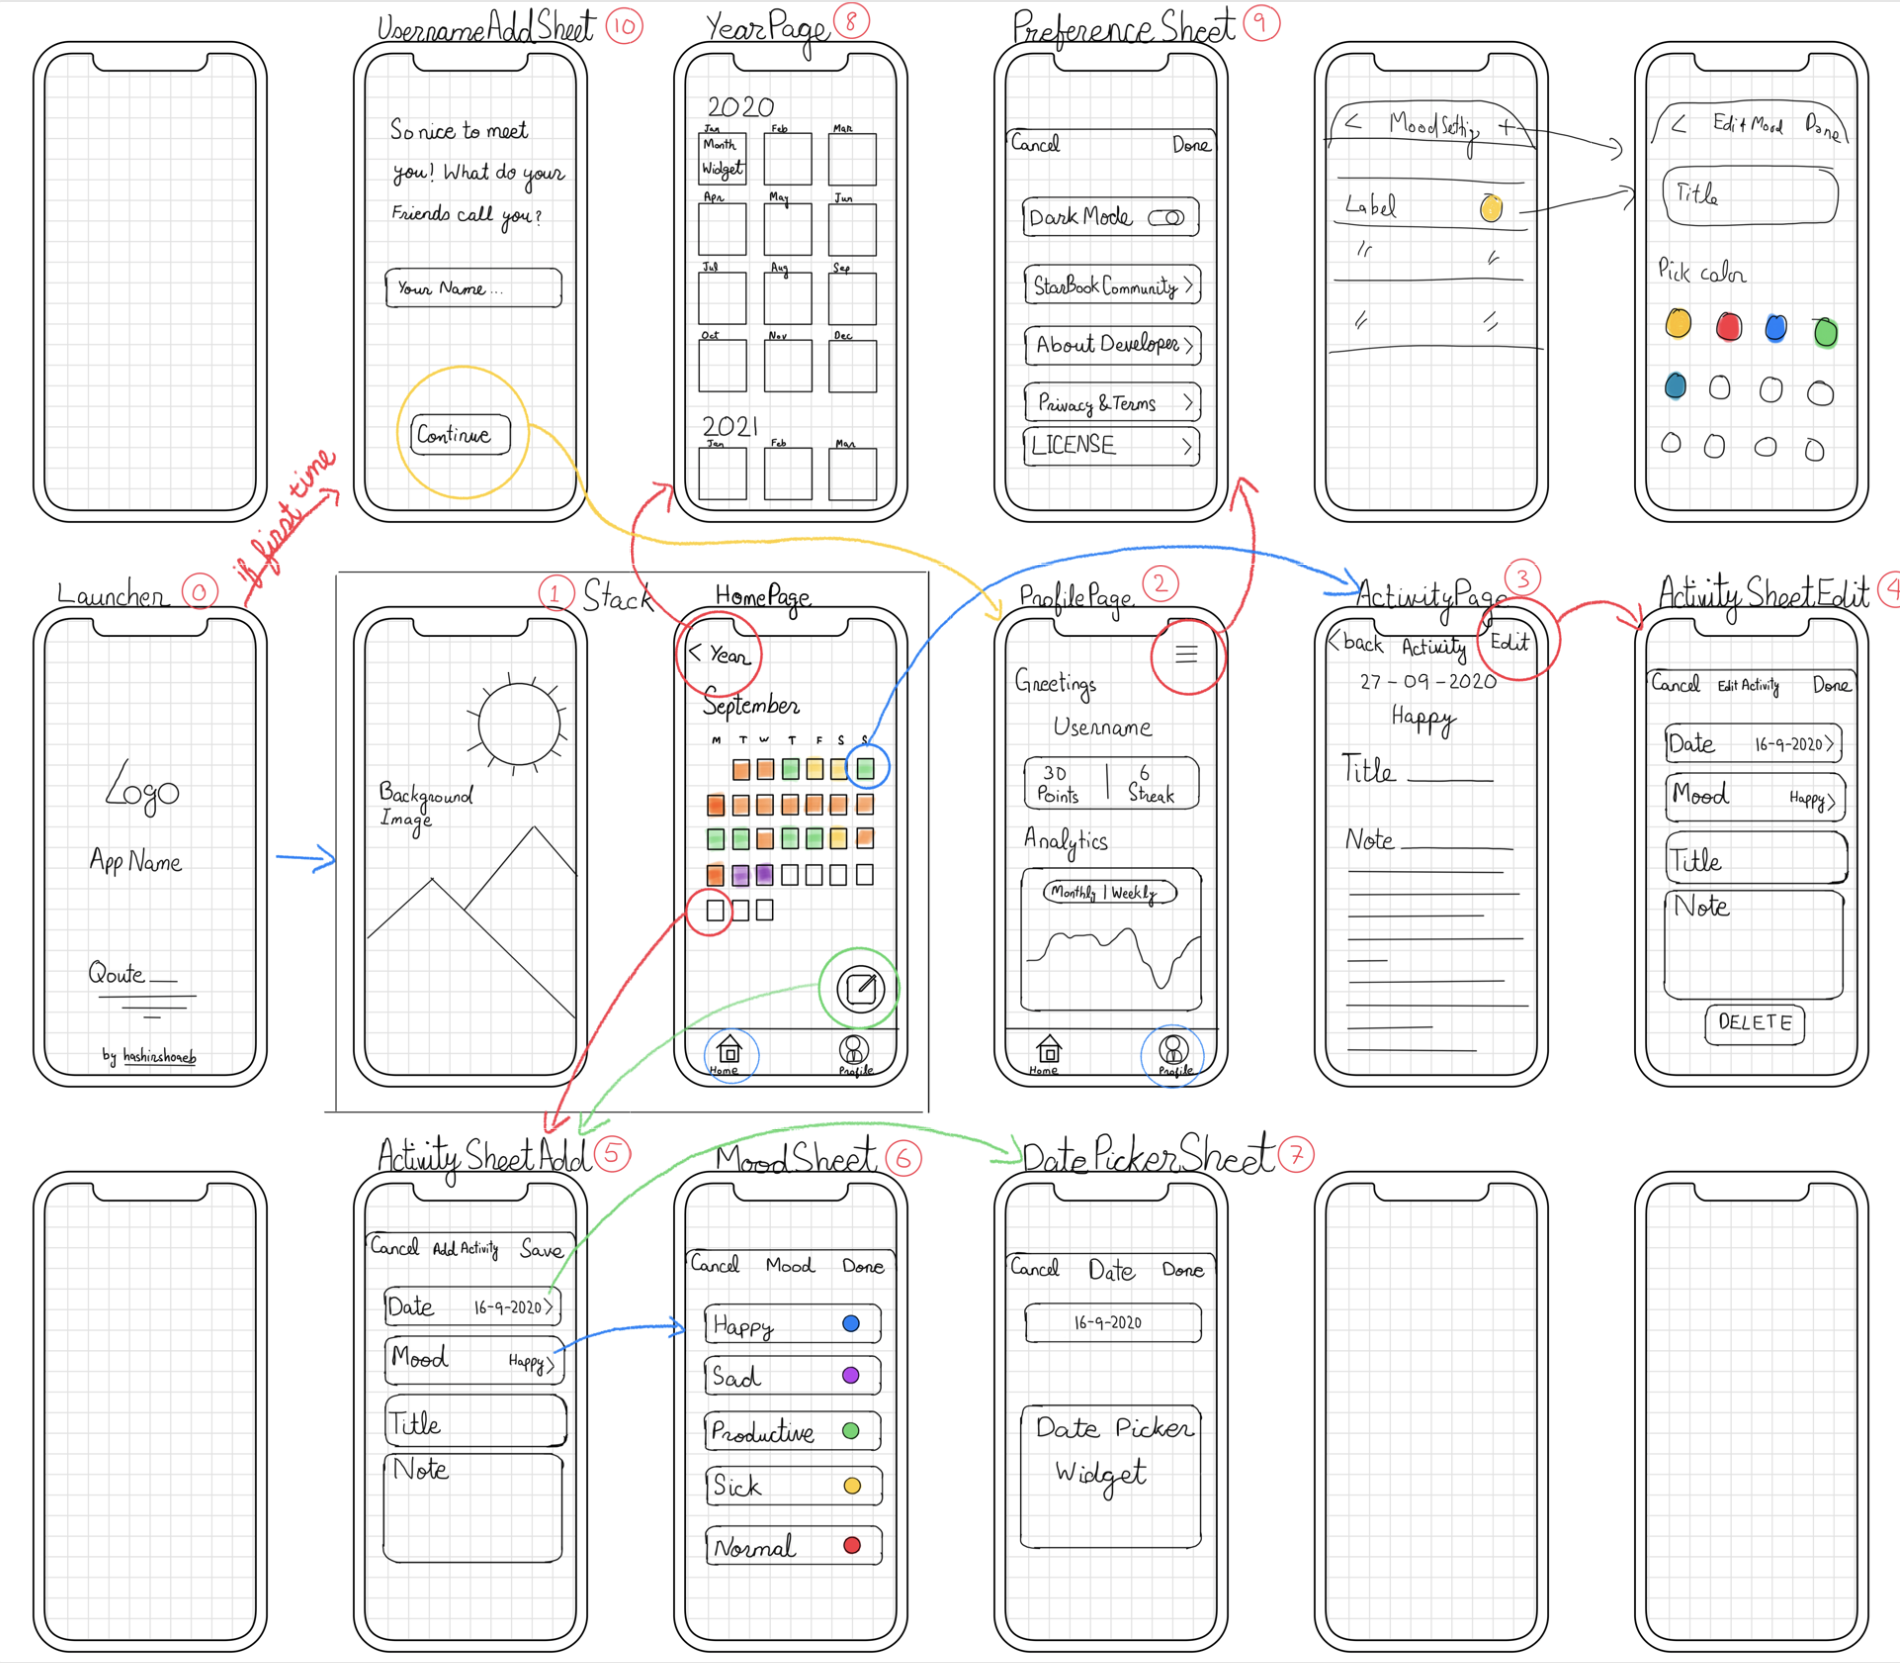 UsernameAddSheet 10
So nice to meet
you! What do your
Friends call you?
Your Name...
Continue
YearPage 8
2020
Jan Feb Mar
Month
Widget
Apr May Jun
Jul Aug Sep
Oct Nov Dec
2021
Jan Feb Mar
PreferenceSheet 9
Cancel Done
Dark Mode
StarBook Community >
About Developer >
Privacy & Terms >
LICENSE >
< Mood Setting +
Label
〃 〃
〃 〃
< Edit Mood Done
Title
Pick color
if first time
Launcher 0
Logo
App Name
Qoute
by hashirshoaeb
1 Stack
Background
Image
HomePage
< Year
September
M T W T F S S
Home Profile
ProfilePage 2
Greetings
Username
30 | 6
Points Streak
Analytics
Monthly | Weekly
Home Profile
ActivityPage 3
< back Activity Edit
27-09-2020
Happy
Title
Note
Activity Sheet Edit 4
Cancel Edit Activity Done
Date 16-9-2020 >
Mood Happy >
Title
Note
DELETE
Activity Sheet Add 5
Cancel Add Activity Save
Date 16-9-2020 >
Mood Happy >
Title
Note
MoodSheet 6
Cancel Mood Done
Happy
Sad
Productive
Sick
Normal
DatePickerSheet 7
Cancel Date Done
16-9-2020
Date Picker
Widget